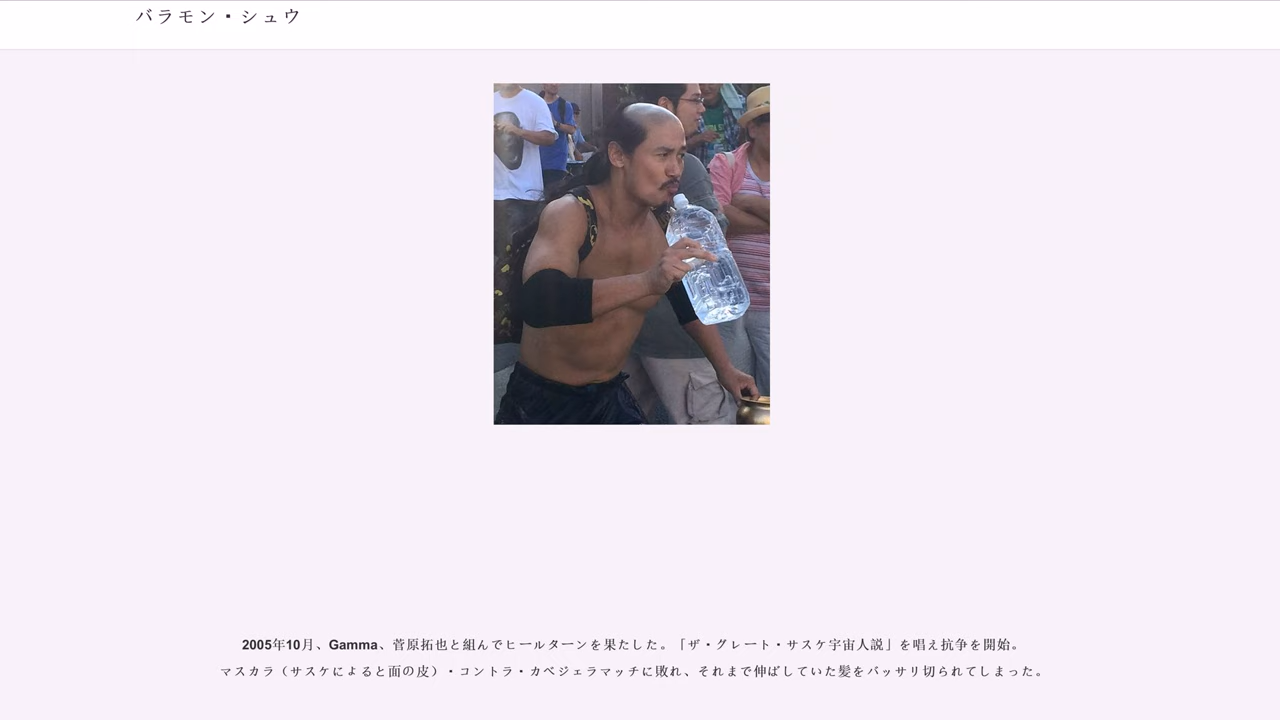 バラモン・シュウ
2005年10月、Gamma、菅原拓也と組んでヒールターンを果たした。「ザ・グレート・サスケ宇宙人説」を唱え抗争を開始。
マスカラ（サスケによると面の皮）・コントラ・カベジェラマッチに敗れ、それまで伸ばしていた髪をバッサリ切られてしまった。